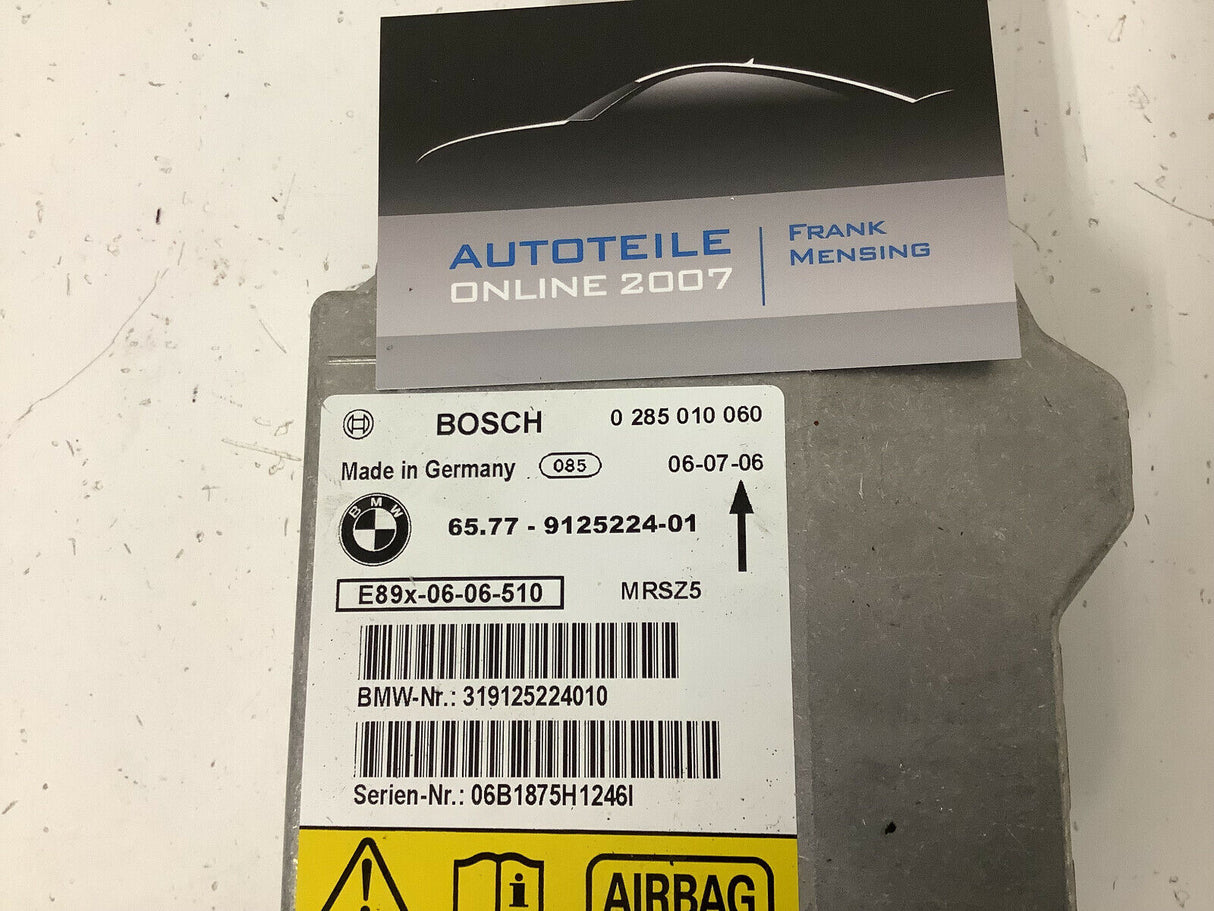 AUTOTEILE
ONLINE 2007
FRANK
MENSING
BOSCH 0 285 010 060
Made in Germany 085 06-07-06
BMW
65.77 - 9125224-01
E89x-06-06-510 MRSZ5
BMW-Nr.: 319125224010
Serien-Nr.: 06B1875H1246I
AIRBAG